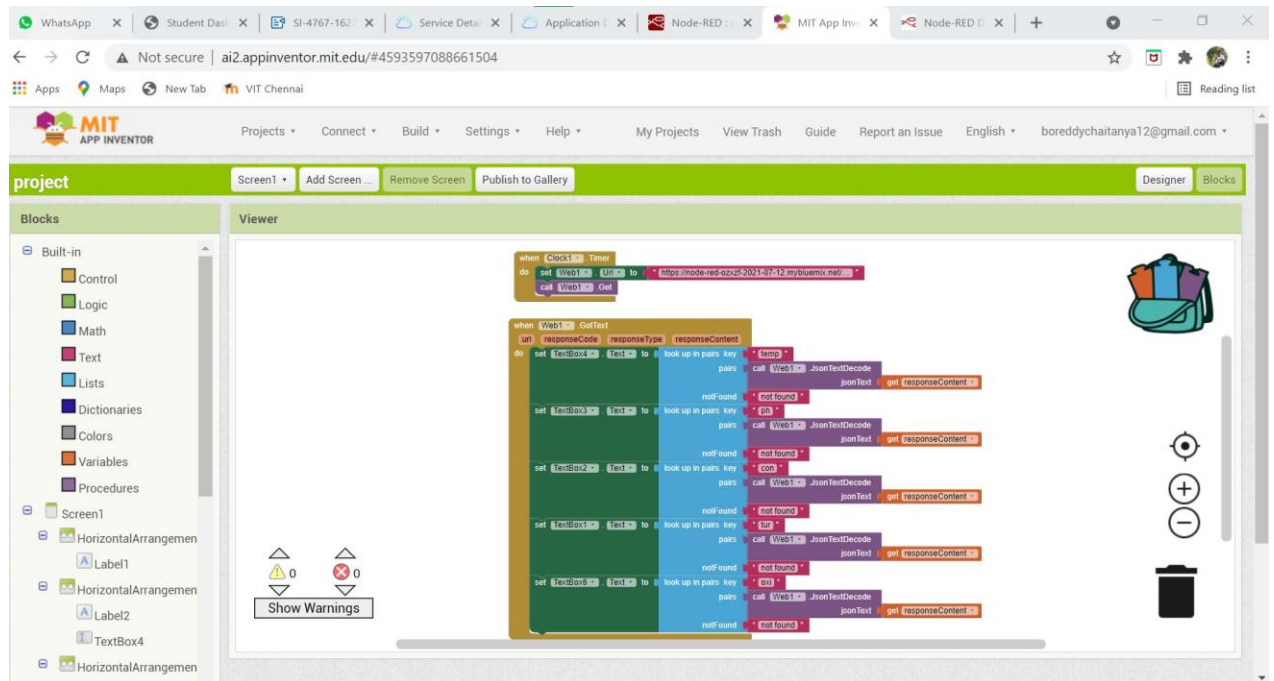 WhatsApp
Student Dash
SI-4767-162
Service Detai
Application D
Node-RED :
MIT App Inve
Node-RED D
Not secure | ai2.appinventor.mit.edu/#4593597088661504
Apps Maps New Tab VIT Chennai Reading list
MIT APP INVENTOR
Projects Connect Build Settings Help My Projects View Trash Guide Report an Issue English boreddychaitanya12@gmail.com
project Screen1 Add Screen ... Remove Screen Publish to Gallery Designer Blocks
Blocks Viewer
Built-in
Control
Logic
Math
Text
Lists
Dictionaries
Colors
Variables
Procedures
Screen1
HorizontalArrangemen
Label1
HorizontalArrangemen
Label2
TextBox4
HorizontalArrangemen
when Clock1 .Timer
do set Web1 . Url to " https://node-red-ozxzf-2021-07-12.mybluemix.net/... "
call Web1 .Get
when Web1 .GotText
url responseCode responseType responseContent
do set TextBox4 . Text to look up in pairs key " temp "
pairs call Web1 .JsonTextDecode
jsonText get responseContent
notFound " not found "
set TextBox3 . Text to look up in pairs key " ph "
pairs call Web1 .JsonTextDecode
jsonText get responseContent
notFound " not found "
set TextBox2 . Text to look up in pairs key " con "
pairs call Web1 .JsonTextDecode
jsonText get responseContent
notFound " not found "
set TextBox1 . Text to look up in pairs key " tur "
pairs call Web1 .JsonTextDecode
jsonText get responseContent
notFound " not found "
set TextBox6 . Text to look up in pairs key " oxi "
pairs call Web1 .JsonTextDecode
jsonText get responseContent
notFound " not found "
0 0
Show Warnings